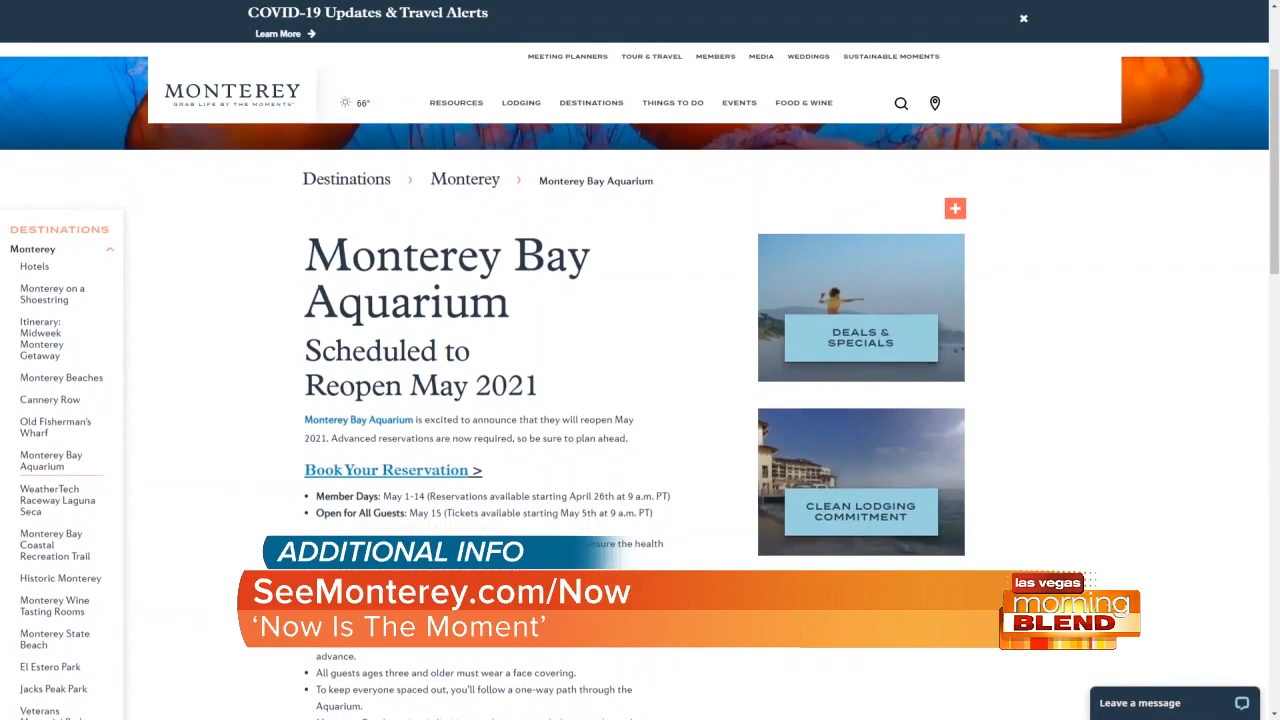 COVID-19 Updates & Travel Alerts
Learn More
MEETING PLANNERS TOUR & TRAVEL MEMBERS MEDIA WEDDINGS SUSTAINABLE MOMENTS
MONTEREY
GRAB LIFE BY THE MOMENTS
66°
RESOURCES LODGING DESTINATIONS THINGS TO DO EVENTS FOOD & WINE
Destinations Monterey Monterey Bay Aquarium
DESTINATIONS
Monterey
Hotels
Monterey on a
Shoestring
Itinerary:
Midweek
Monterey
Getaway
Monterey Beaches
Cannery Row
Old Fisherman's
Wharf
Monterey Bay
Aquarium
WeatherTech
Raceway Laguna
Seca
Monterey Bay
Coastal
Recreation Trail
Historic Monterey
Monterey Wine
Tasting Rooms
Monterey State
Beach
El Estero Park
Jacks Peak Park
Veterans
Monterey Bay
Aquarium
Scheduled to
Reopen May 2021
Monterey Bay Aquarium is excited to announce that they will reopen May
2021. Advanced reservations are now required, so be sure to plan ahead.
Book Your Reservation >
• Member Days: May 1-14 (Reservations available starting April 26th at 9 a.m. PT)
• Open for All Guests: May 15 (Tickets available starting May 5th at 9 a.m. PT)
the health
advance.
• All guests ages three and older must wear a face covering.
• To keep everyone spaced out, you'll follow a one-way path through the
Aquarium.
DEALS &
SPECIALS
CLEAN LODGING
COMMITMENT
ADDITIONAL INFO
SeeMonterey.com/Now
'Now Is The Moment'
las vegas
morning
BLEND
Leave a message